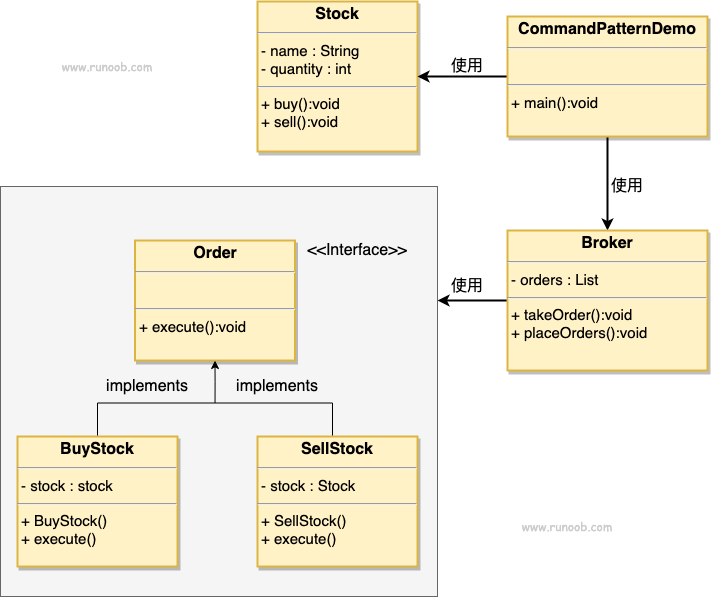 Stock
- name : String
- quantity : int
+ buy():void
+ sell():void
www.runoob.com
使用
CommandPatternDemo
+ main():void
使用
Broker
- orders : List
+ takeOrder():void
+ placeOrders():void
使用
Order
<<Interface>>
+ execute():void
implements
implements
BuyStock
- stock : stock
+ BuyStock()
+ execute()
SellStock
- stock : Stock
+ SellStock()
+ execute()
www.runoob.com